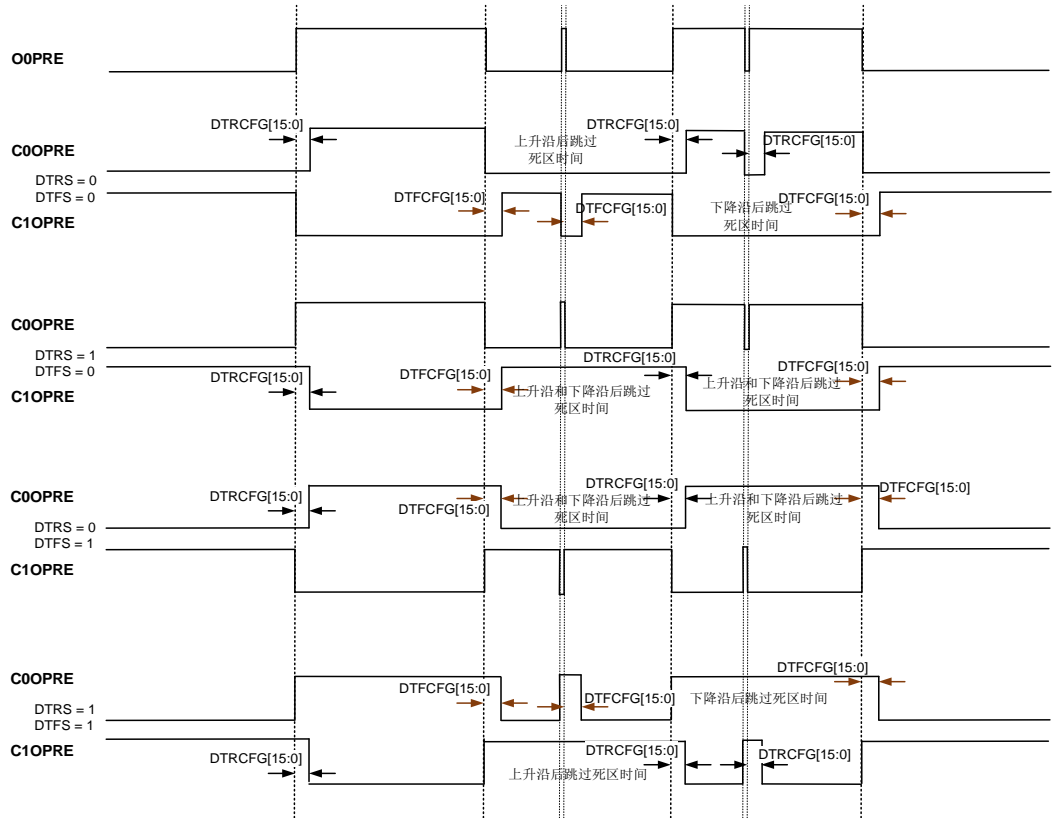 O0PRE
DTRCFG[15:0]
DTRCFG[15:0]
上升沿后跳过
死区时间
DTRCFG[15:0]
C0OPRE
DTRS = 0
DTFS = 0
DTFCFG[15:0]
DTFCFG[15:0]
下降沿后跳过
死区时间
DTFCFG[15:0]
C1OPRE
C0OPRE
DTRS = 1
DTFS = 0
DTRCFG[15:0]
DTFCFG[15:0]
DTRCFG[15:0]
DTFCFG[15:0]
上升沿和下降沿后跳过
死区时间
上升沿和下降沿后跳过
死区时间
C1OPRE
C0OPRE
DTRCFG[15:0]
DTFCFG[15:0]
上升沿和下降沿后跳过
死区时间
DTRCFG[15:0]
上升沿和下降沿后跳过
死区时间
DTFCFG[15:0]
DTRS = 0
DTFS = 1
C1OPRE
C0OPRE
DTFCFG[15:0]
DTFCFG[15:0]
下降沿后跳过死区时间
DTFCFG[15:0]
DTRS = 1
DTFS = 1
C1OPRE
DTRCFG[15:0]
上升沿后跳过死区时间
DTRCFG[15:0]
DTRCFG[15:0]